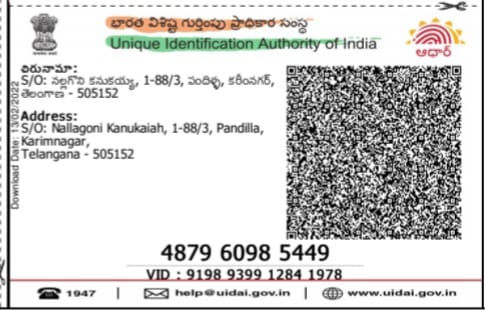 భారత విశిష్ట గుర్తింపు ప్రాధికార సంస్థ
Unique Identification Authority of India
ఆధార్
చిరునామా:
S/O: నల్లగొని కనుకయ్య, 1-88/3, పందిళ్ళ, కరీంనగర్,
తెలంగాణ - 505152
Address:
S/O: Nallagoni Kanukaiah, 1-88/3, Pandilla,
Karimnagar,
Telangana - 505152
Download Date: 13/02/2022
4879 6098 5449
VID : 9198 9399 1284 1978
1947 | help@uidai.gov.in | www.uidai.gov.in